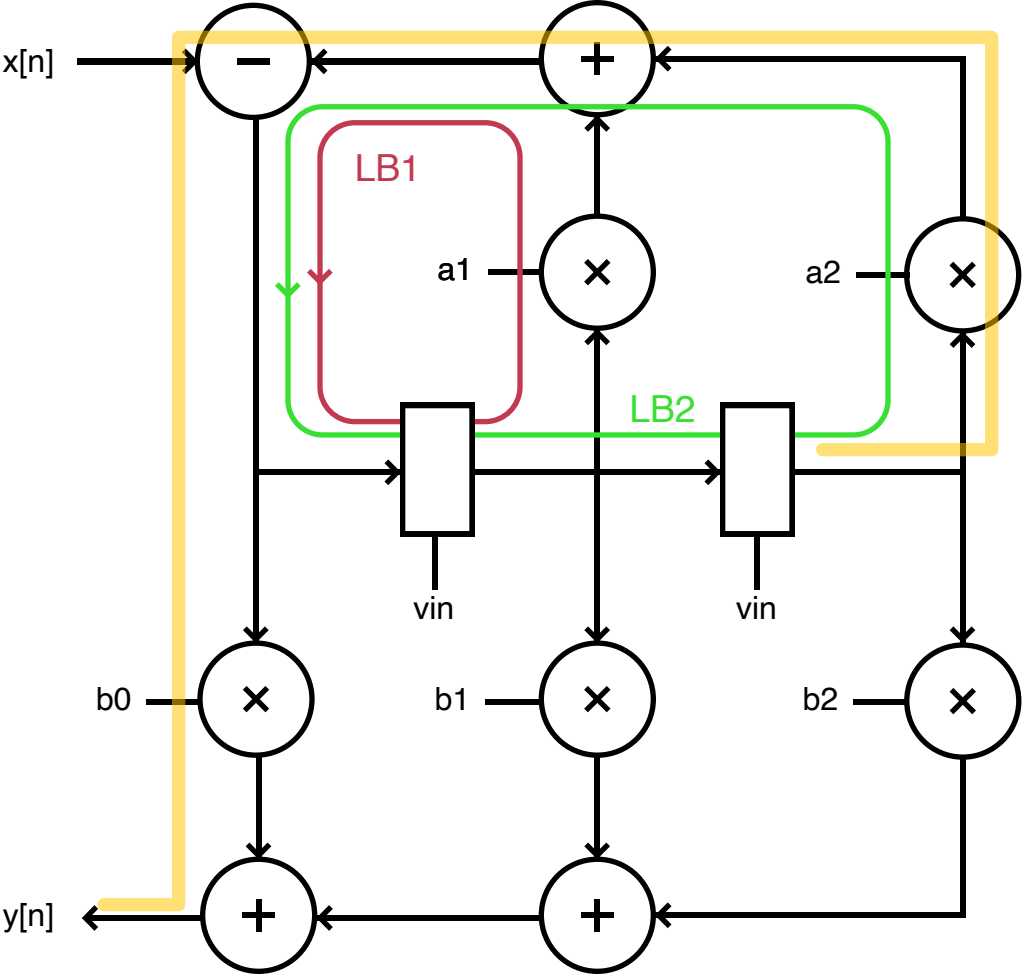 x[n]
−
+
LB1
a1
×
a2
×
LB2
vin
vin
b0
×
b1
×
b2
×
y[n]
+
+